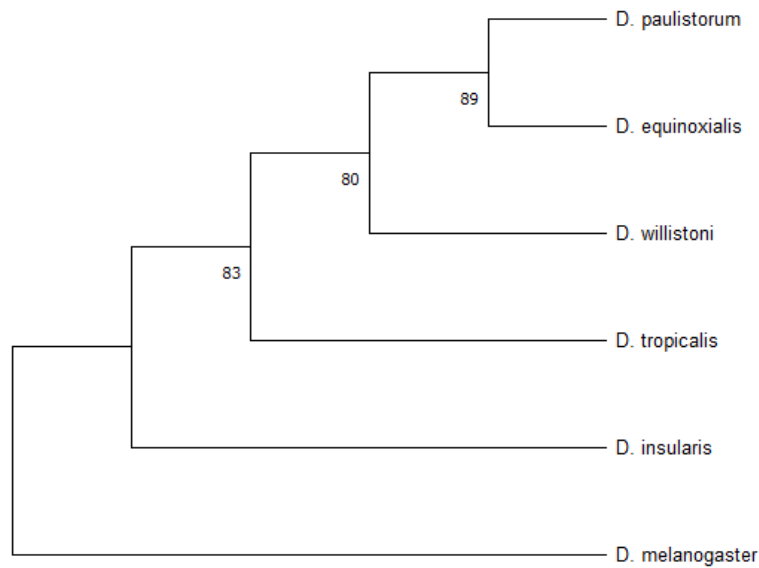 D. paulistorum
89
D. equinoxialis
80
D. willistoni
83
D. tropicalis
D. insularis
D. melanogaster